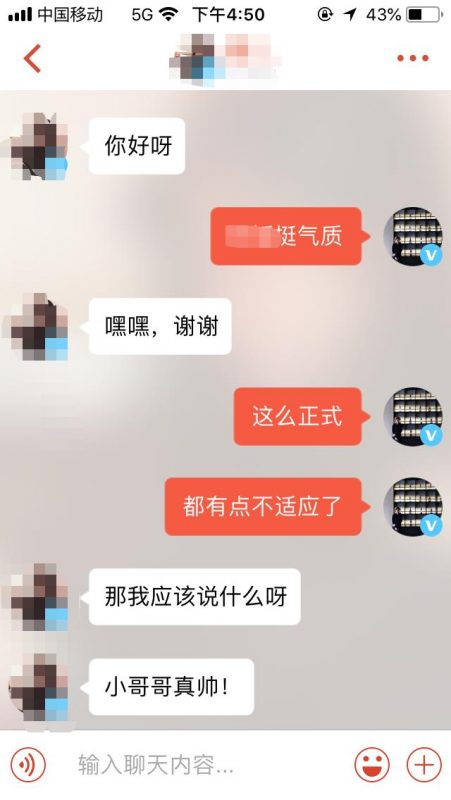 中国移动 5G 下午4:50 43%
你好呀
挺气质
嘿嘿，谢谢
这么正式
都有点不适应了
那我应该说什么呀
小哥哥真帅！
输入聊天内容...